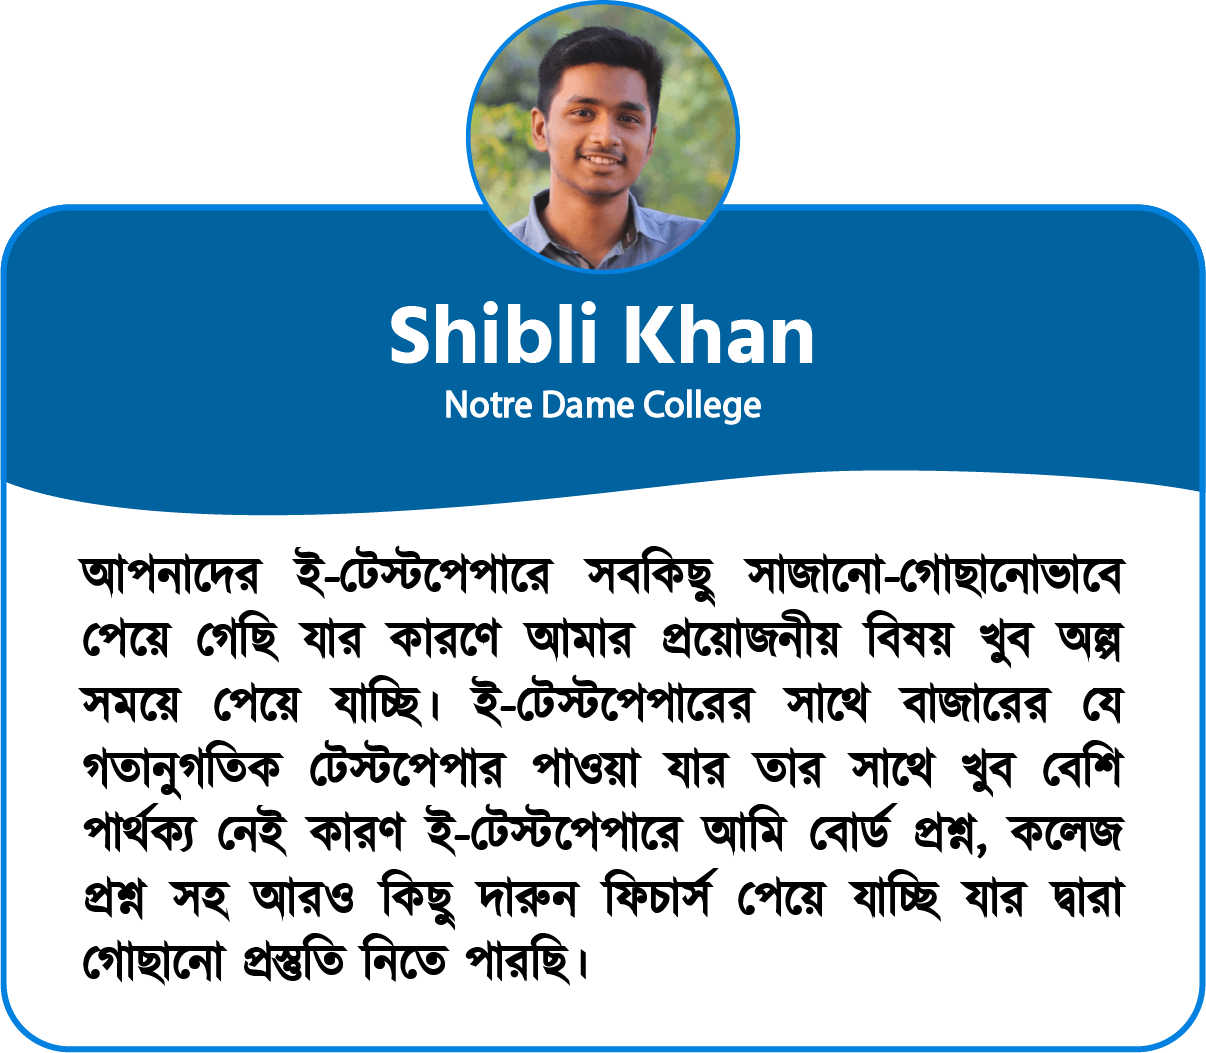 Shibli Khan
Notre Dame College
আপনাদের ই-টেস্টপেপারে সবকিছু সাজানো-গোছানোভাবে
পেয়ে গেছি যার কারণে আমার প্রয়োজনীয় বিষয় খুব অল্প
সময়ে পেয়ে যাচ্ছি। ই-টেস্টপেপারের সাথে বাজারের যে
গতানুগতিক টেস্টপেপার পাওয়া যার তার সাথে খুব বেশি
পার্থক্য নেই কারণ ই-টেস্টপেপারে আমি বোর্ড প্রশ্ন, কলেজ
প্রশ্ন সহ আরও কিছু দারুন ফিচার্স পেয়ে যাচ্ছি যার দ্বারা
গোছানো প্রস্তুতি নিতে পারছি।